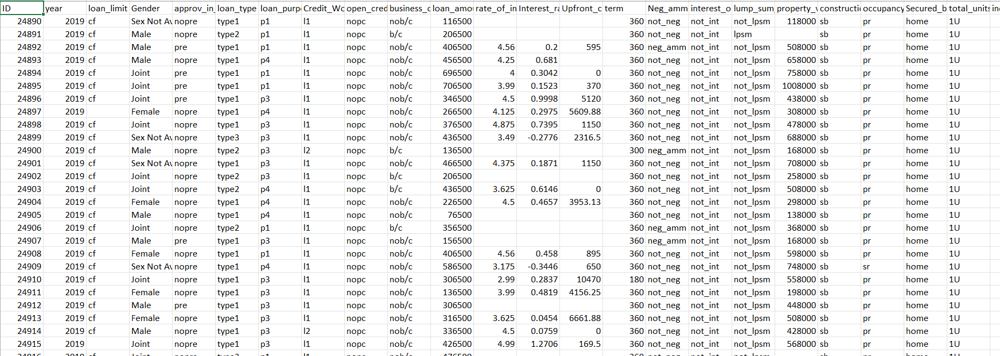 ID year loan_limit Gender approv_in_ loan_type loan_purp Credit_Wo open_cred business_c loan_amou rate_of_in Interest_ra Upfront_c term Neg_amm interest_o lump_sum_ property_v constructio occupancy Secured_b total_units in
24890 2019 cf Sex Not Av nopre type1 p1 l1 nopc nob/c 116500 360 not_neg not_int not_lpsm 118000 sb pr home 1U
24891 2019 cf Male nopre type2 p1 l1 nopc b/c 206500 360 not_neg not_int lpsm sb pr home 1U
24892 2019 cf Male pre type1 p1 l1 nopc nob/c 406500 4.56 0.2 595 360 neg_amm not_int not_lpsm 508000 sb pr home 1U
24893 2019 cf Male nopre type1 p4 l1 nopc nob/c 456500 4.25 0.681 360 not_neg not_int not_lpsm 658000 sb pr home 1U
24894 2019 cf Joint pre type1 p1 l1 nopc nob/c 696500 4 0.3042 0 360 not_neg not_int not_lpsm 758000 sb pr home 1U
24895 2019 cf Joint pre type1 p1 l1 nopc nob/c 706500 3.99 0.1523 370 360 not_neg not_int not_lpsm 1008000 sb pr home 1U
24896 2019 cf Joint pre type1 p3 l1 nopc nob/c 346500 4.5 0.9998 5120 360 not_neg not_int not_lpsm 438000 sb pr home 1U
24897 2019 Female nopre type1 p4 l1 nopc nob/c 266500 4.125 0.2975 5609.88 360 not_neg not_int not_lpsm 308000 sb pr home 1U
24898 2019 cf Joint nopre type1 p3 l1 nopc nob/c 376500 4.875 0.7395 1150 360 not_neg not_int not_lpsm 478000 sb pr home 1U
24899 2019 cf Sex Not Av nopre type3 p3 l1 nopc nob/c 436500 3.49 -0.2776 2316.5 360 not_neg not_int not_lpsm 688000 sb pr home 1U
24900 2019 cf Male nopre type2 p3 l2 nopc b/c 136500 300 neg_amm not_int not_lpsm 168000 sb pr home 1U
24901 2019 cf Sex Not Av nopre type1 p3 l1 nopc nob/c 466500 4.375 0.1871 1150 360 not_neg not_int not_lpsm 708000 sb pr home 1U
24902 2019 cf Joint nopre type2 p3 l1 nopc b/c 206500 360 not_neg not_int not_lpsm 258000 sb pr home 1U
24903 2019 cf Joint nopre type2 p4 l1 nopc b/c 436500 3.625 0.6146 0 360 not_neg not_int not_lpsm 508000 sb pr home 1U
24904 2019 cf Female nopre type1 p4 l1 nopc nob/c 226500 4.5 0.4657 3953.13 360 not_neg not_int not_lpsm 298000 sb pr home 1U
24905 2019 cf Male nopre type1 p4 l1 nopc nob/c 76500 360 not_neg not_int not_lpsm 138000 sb pr home 1U
24906 2019 cf Joint nopre type2 p1 l1 nopc b/c 356500 360 neg_amm not_int not_lpsm 368000 sb pr home 1U
24907 2019 cf Male pre type1 p3 l1 nopc nob/c 156500 360 neg_amm not_int not_lpsm 168000 sb pr home 1U
24908 2019 cf Female nopre type1 p1 l1 nopc nob/c 406500 4.56 0.458 895 360 not_neg not_int not_lpsm 598000 sb pr home 1U
24909 2019 cf Sex Not Av nopre type1 p4 l1 nopc nob/c 586500 3.175 -0.3446 650 360 not_neg not_int not_lpsm 748000 sb sr home 1U
24910 2019 cf Joint nopre type1 p3 l1 nopc nob/c 306500 2.99 0.2837 10470 180 not_neg not_int not_lpsm 558000 sb pr home 1U
24911 2019 cf Female nopre type1 p3 l1 nopc nob/c 136500 3.99 0.4819 4156.25 360 not_neg not_int not_lpsm 198000 sb pr home 1U
24912 2019 cf Male pre type1 p3 l1 nopc nob/c 306500 360 not_neg not_int not_lpsm 448000 sb pr home 1U
24913 2019 cf Female nopre type1 p3 l1 nopc nob/c 316500 3.625 0.0454 6661.88 360 not_neg not_int not_lpsm 508000 sb pr home 1U
24914 2019 cf Male nopre type1 p3 l2 nopc nob/c 336500 4.5 0.0759 0 360 not_neg not_int not_lpsm 428000 sb pr home 1U
24915 2019 Joint nopre type1 p3 l1 nopc nob/c 426500 4.99 1.2706 169.5 360 not_neg not_int not_lpsm 568000 sb pr home 1U